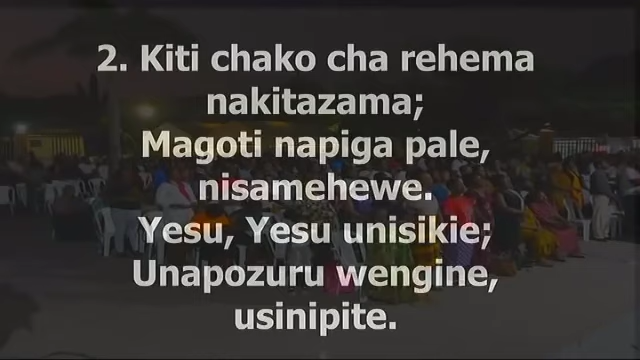 2. Kiti chako cha rehema
nakitazama;
Magoti napiga pale,
nisamehewe.
Yesu, Yesu unisikie;
Unapozuru wengine,
usinipite.